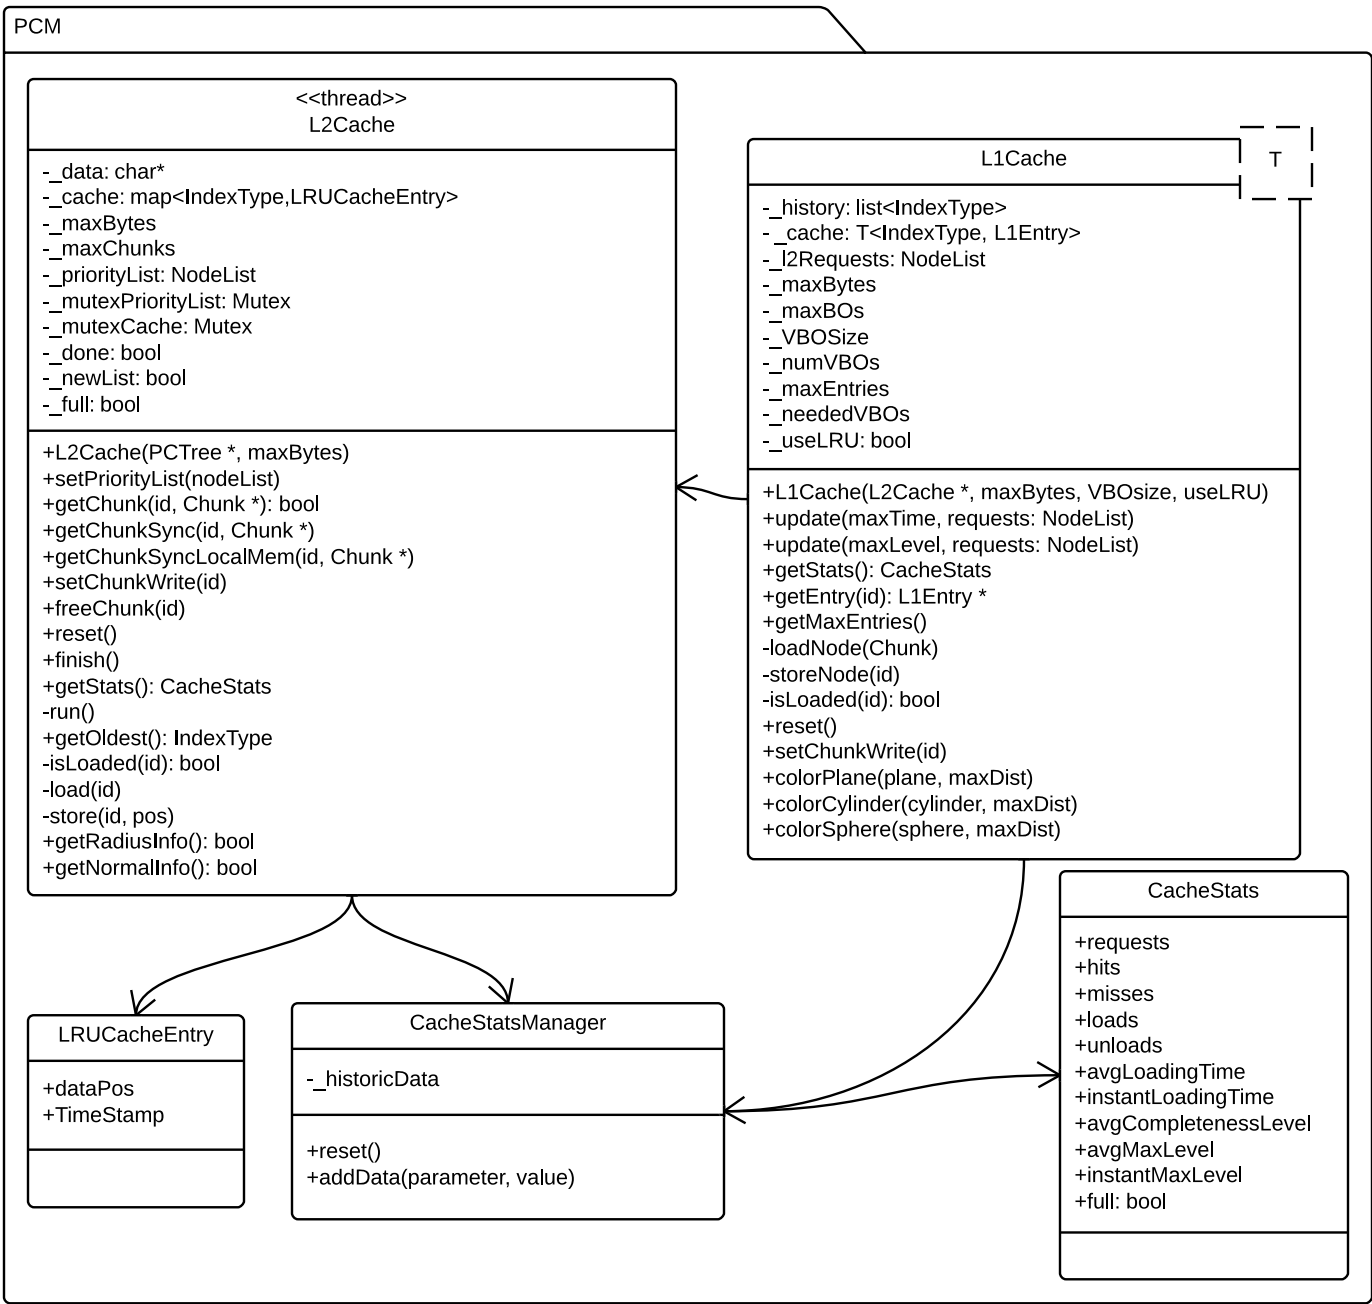 PCM
<<thread>>
L2Cache
-_data: char*
-_cache: map<IndexType,LRUCacheEntry>
-_maxBytes
-_maxChunks
-_priorityList: NodeList
-_mutexPriorityList: Mutex
-_mutexCache: Mutex
-_done: bool
-_newList: bool
-_full: bool
+L2Cache(PCTree *, maxBytes)
+setPriorityList(nodeList)
+getChunk(id, Chunk *): bool
+getChunkSync(id, Chunk *)
+getChunkSyncLocalMem(id, Chunk *)
+setChunkWrite(id)
+freeChunk(id)
+reset()
+finish()
+getStats(): CacheStats
-run()
+getOldest(): IndexType
-isLoaded(id): bool
-load(id)
-store(id, pos)
+getRadiusInfo(): bool
+getNormalInfo(): bool
L1Cache
T
-_history: list<IndexType>
-_cache: T<IndexType, L1Entry>
-_l2Requests: NodeList
-_maxBytes
-_maxBOs
-_VBOSize
-_numVBOs
-_maxEntries
-_neededVBOs
-_useLRU: bool
+L1Cache(L2Cache *, maxBytes, VBOsize, useLRU)
+update(maxTime, requests: NodeList)
+update(maxLevel, requests: NodeList)
+getStats(): CacheStats
+getEntry(id): L1Entry *
+getMaxEntries()
-loadNode(Chunk)
-storeNode(id)
-isLoaded(id): bool
+reset()
+setChunkWrite(id)
+colorPlane(plane, maxDist)
+colorCylinder(cylinder, maxDist)
+colorSphere(sphere, maxDist)
LRUCacheEntry
+dataPos
+TimeStamp
CacheStatsManager
-_historicData
+reset()
+addData(parameter, value)
CacheStats
+requests
+hits
+misses
+loads
+unloads
+avgLoadingTime
+instantLoadingTime
+avgCompletenessLevel
+avgMaxLevel
+instantMaxLevel
+full: bool